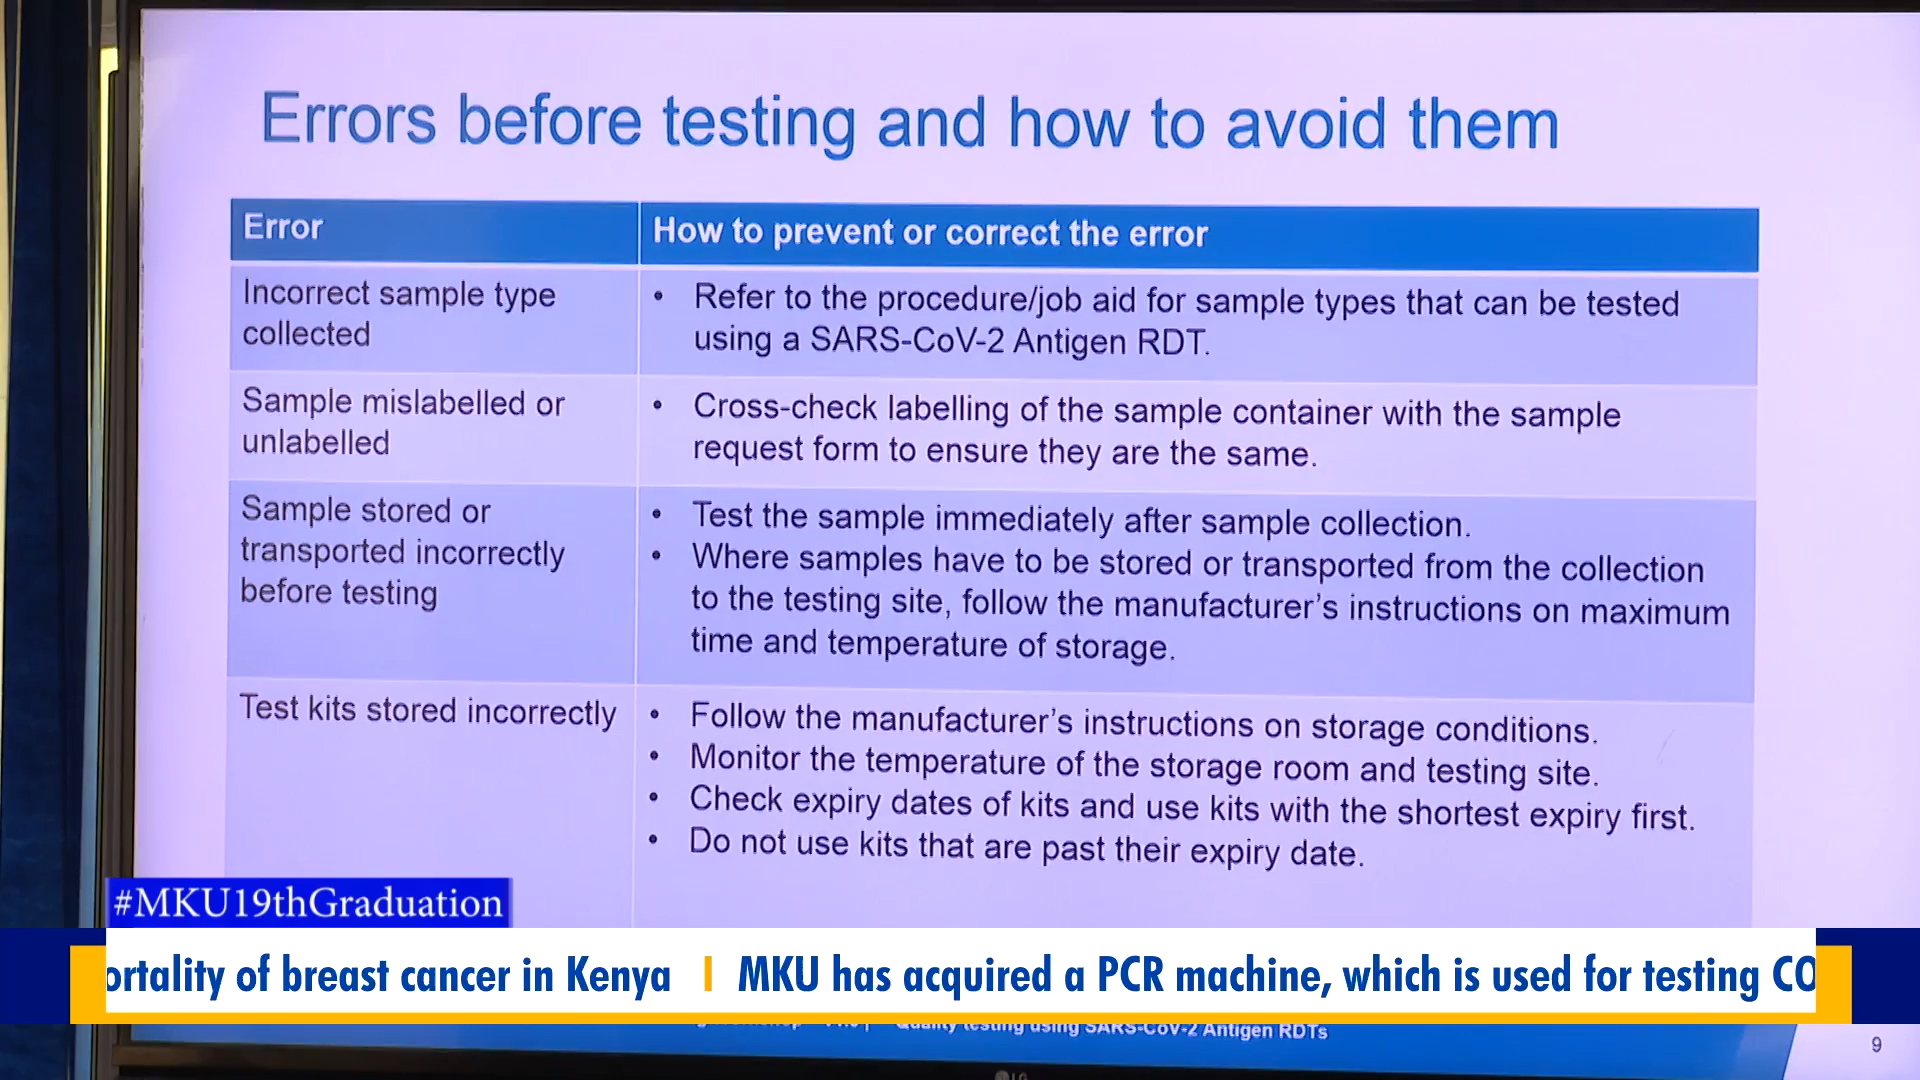 Errors before testing and how to avoid them
Error
How to prevent or correct the error
Incorrect sample type
collected
• Refer to the procedure/job aid for sample types that can be tested
using a SARS-CoV-2 Antigen RDT.
Sample mislabelled or
unlabelled
• Cross-check labelling of the sample container with the sample
request form to ensure they are the same.
Sample stored or
transported incorrectly
before testing
• Test the sample immediately after sample collection.
• Where samples have to be stored or transported from the collection
to the testing site, follow the manufacturer's instructions on maximum
time and temperature of storage.
Test kits stored incorrectly
• Follow the manufacturer's instructions on storage conditions.
• Monitor the temperature of the storage room and testing site.
• Check expiry dates of kits and use kits with the shortest expiry first.
• Do not use kits that are past their expiry date.
#MKU19thGraduation
ortality of breast cancer in Kenya | MKU has acquired a PCR machine, which is used for testing CO
Quality testing using SARS-CoV-2 Antigen RDTs
9
LG